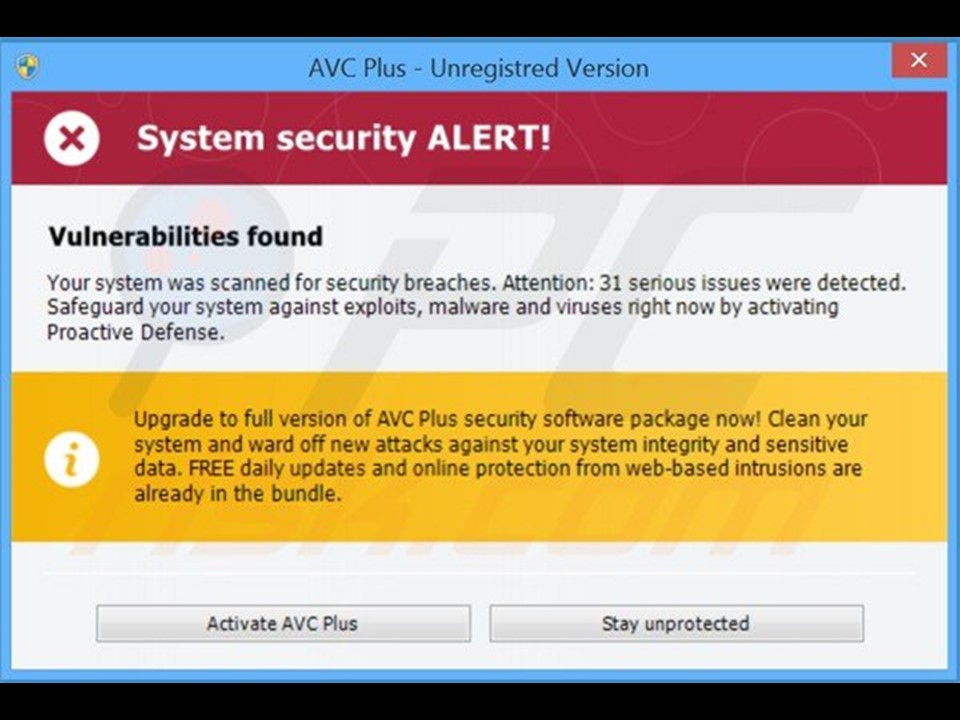 AVC Plus - Unregistred Version
System security ALERT!
Vulnerabilities found
Your system was scanned for security breaches. Attention: 31 serious issues were detected.
Safeguard your system against exploits, malware and viruses right now by activating
Proactive Defense.
Upgrade to full version of AVC Plus security software package now! Clean your
system and ward off new attacks against your system integrity and sensitive
data. FREE daily updates and online protection from web-based intrusions are
already in the bundle.
Activate AVC Plus
Stay unprotected
PC
risk.com